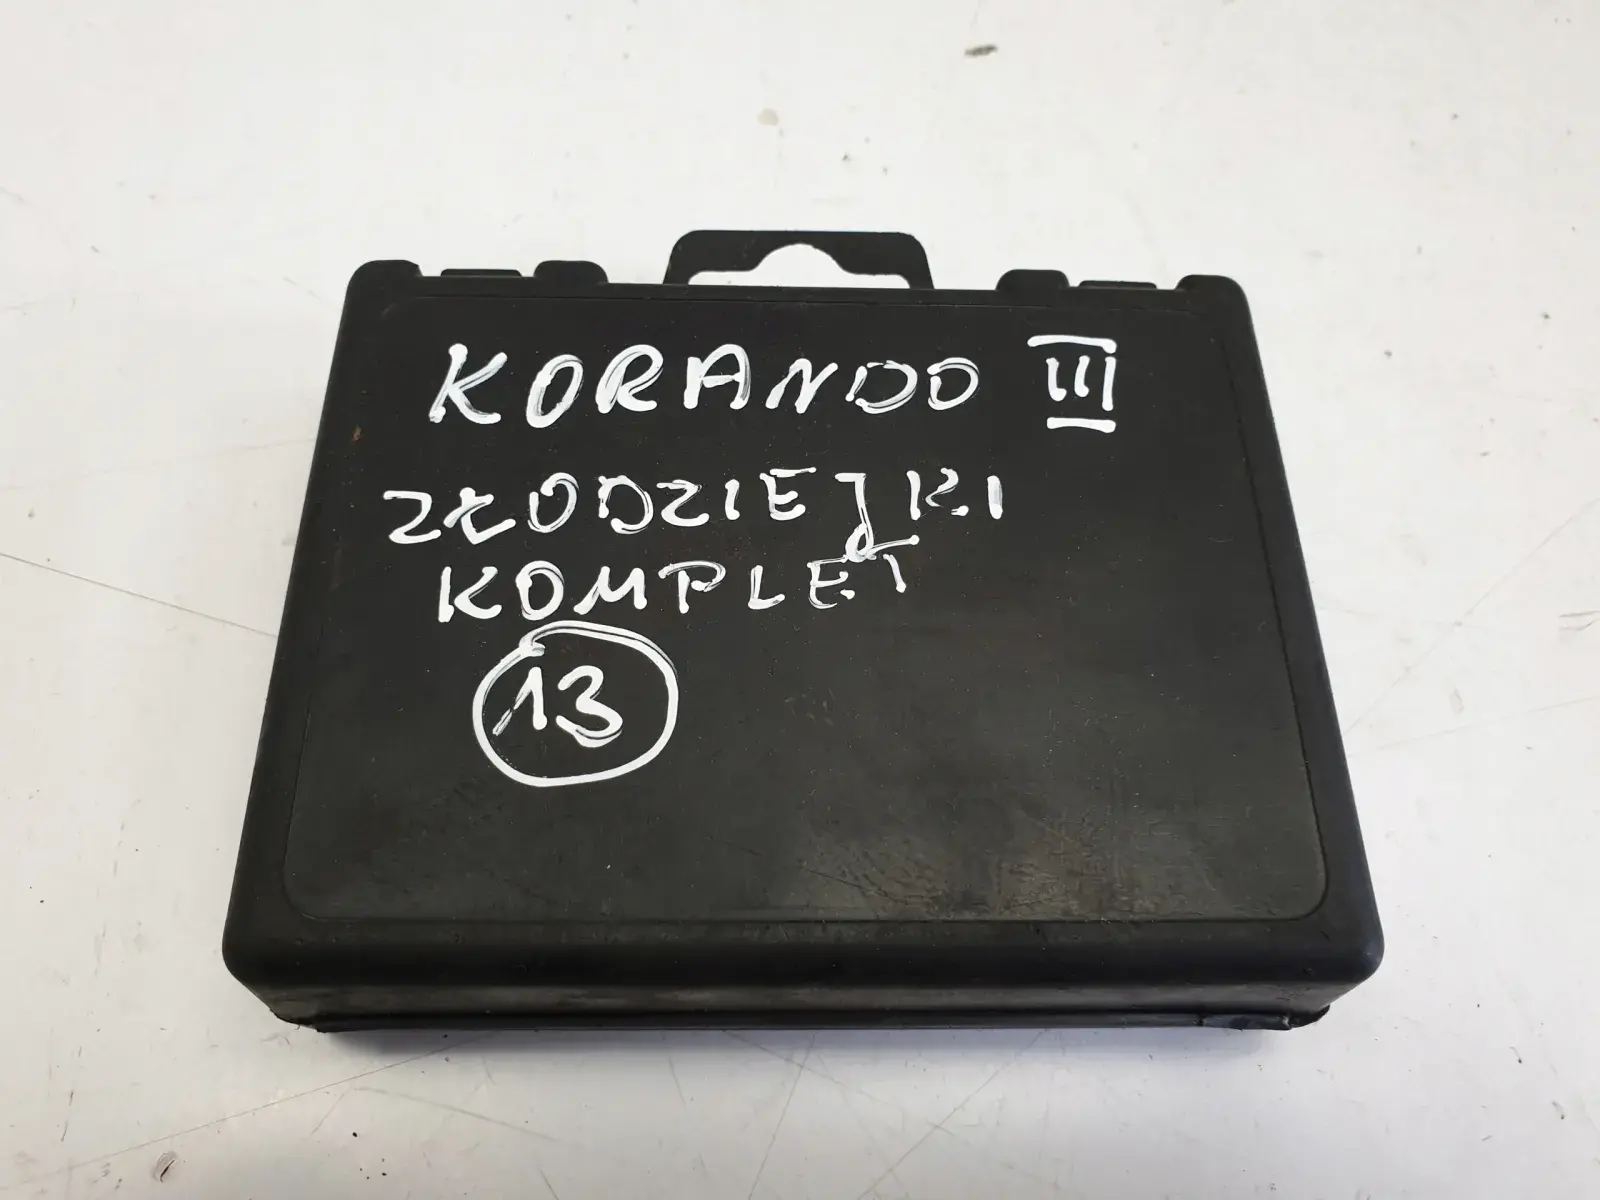 KORANDO III
ZŁODZIEJKI
KOMPLET
13